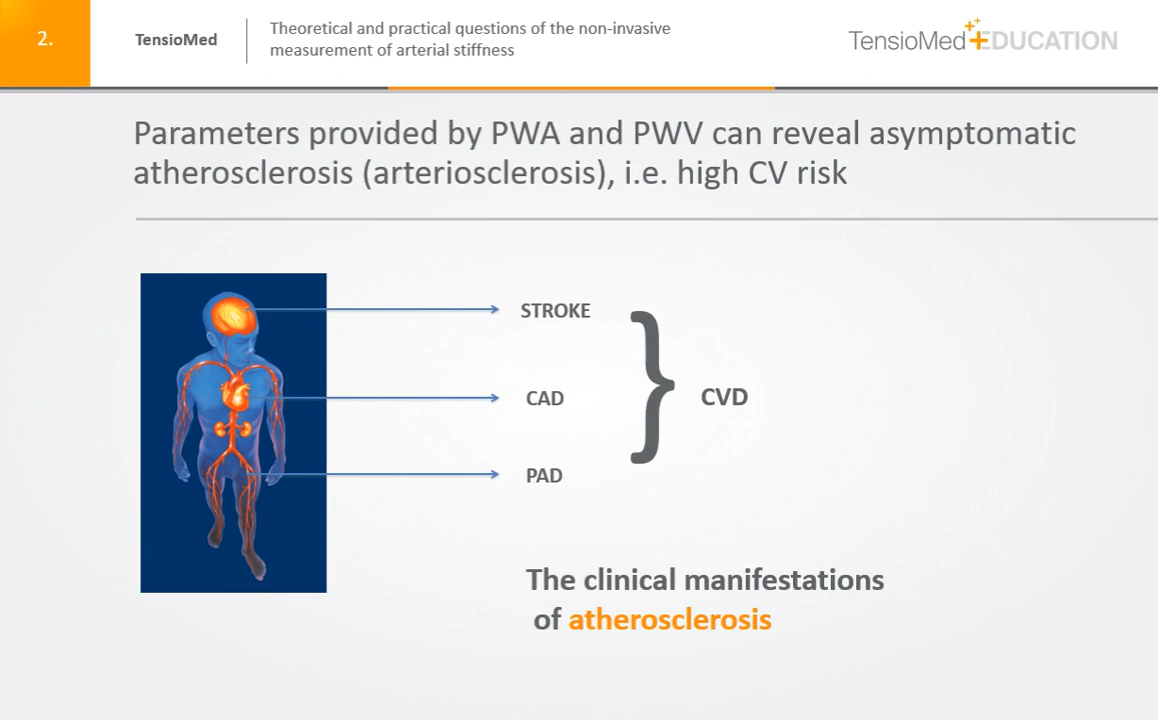 2.
TensioMed
Theoretical and practical questions of the non-invasive
measurement of arterial stiffness
TensioMed EDUCATION
Parameters provided by PWA and PWV can reveal asymptomatic
atherosclerosis (arteriosclerosis), i.e. high CV risk
STROKE
CAD
CVD
PAD
The clinical manifestations
of atherosclerosis